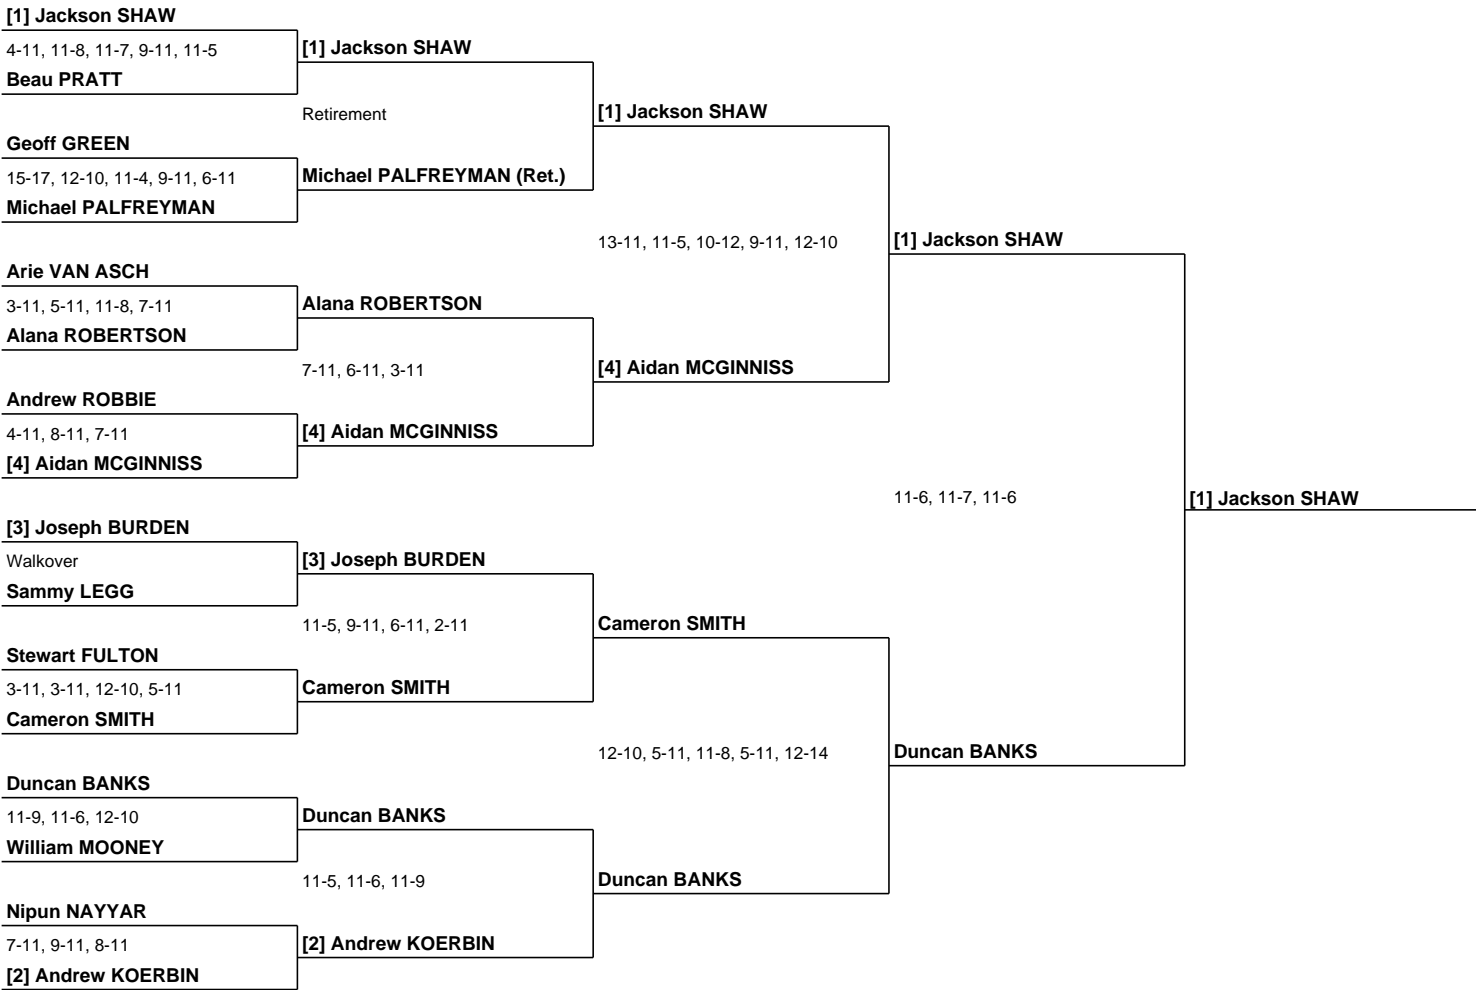 [1] Jackson SHAW
4-11, 11-8, 11-7, 9-11, 11-5
Beau PRATT
Geoff GREEN
15-17, 12-10, 11-4, 9-11, 6-11
Michael PALFREYMAN
Arie VAN ASCH
3-11, 5-11, 11-8, 7-11
Alana ROBERTSON
Andrew ROBBIE
4-11, 8-11, 7-11
[4] Aidan MCGINNISS
[3] Joseph BURDEN
Walkover
Sammy LEGG
Stewart FULTON
3-11, 3-11, 12-10, 5-11
Cameron SMITH
Duncan BANKS
11-9, 11-6, 12-10
William MOONEY
Nipun NAYYAR
7-11, 9-11, 8-11
[2] Andrew KOERBIN
[1] Jackson SHAW
Retirement
Michael PALFREYMAN (Ret.)
Alana ROBERTSON
7-11, 6-11, 3-11
[4] Aidan MCGINNISS
[3] Joseph BURDEN
11-5, 9-11, 6-11, 2-11
Cameron SMITH
Duncan BANKS
11-5, 11-6, 11-9
[2] Andrew KOERBIN
[1] Jackson SHAW
13-11, 11-5, 10-12, 9-11, 12-10
[4] Aidan MCGINNISS
Cameron SMITH
12-10, 5-11, 11-8, 5-11, 12-14
Duncan BANKS
[1] Jackson SHAW
11-6, 11-7, 11-6
Duncan BANKS
[1] Jackson SHAW